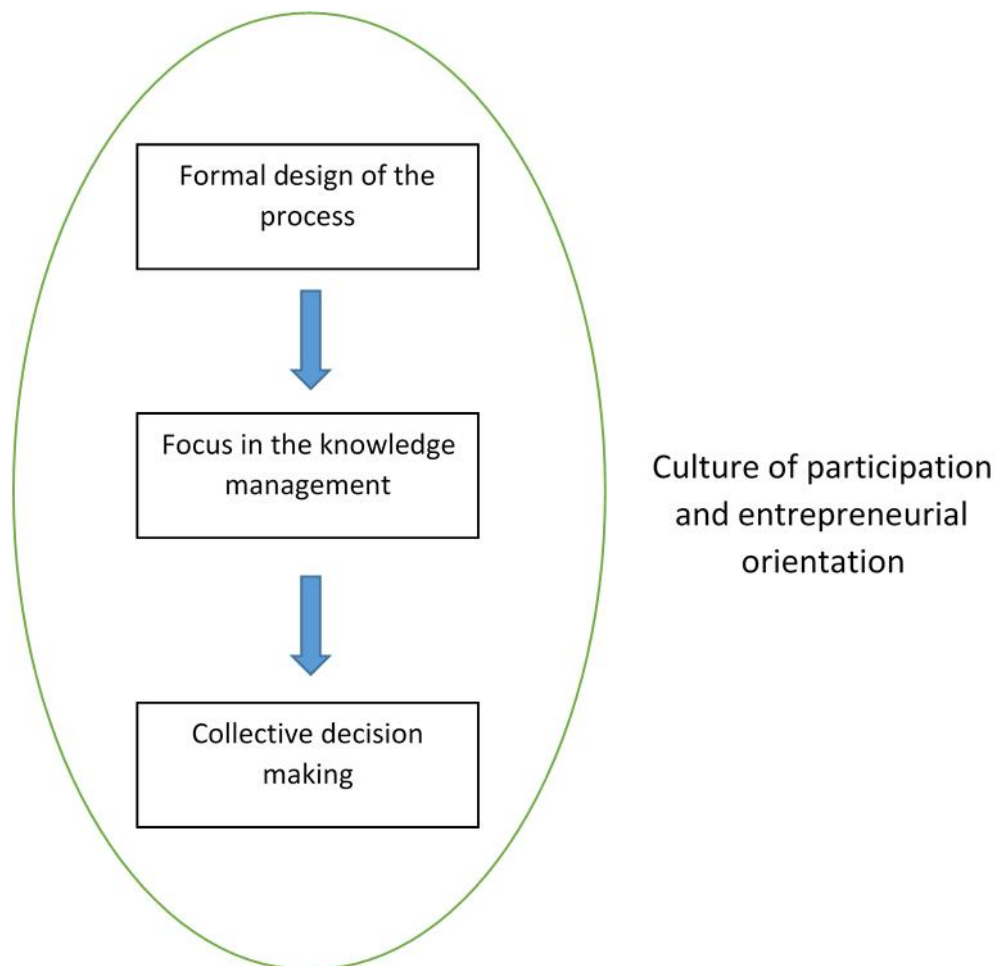 Formal design of the
process
Focus in the knowledge
management
Culture of participation
and entrepreneurial
orientation
Collective decision
making